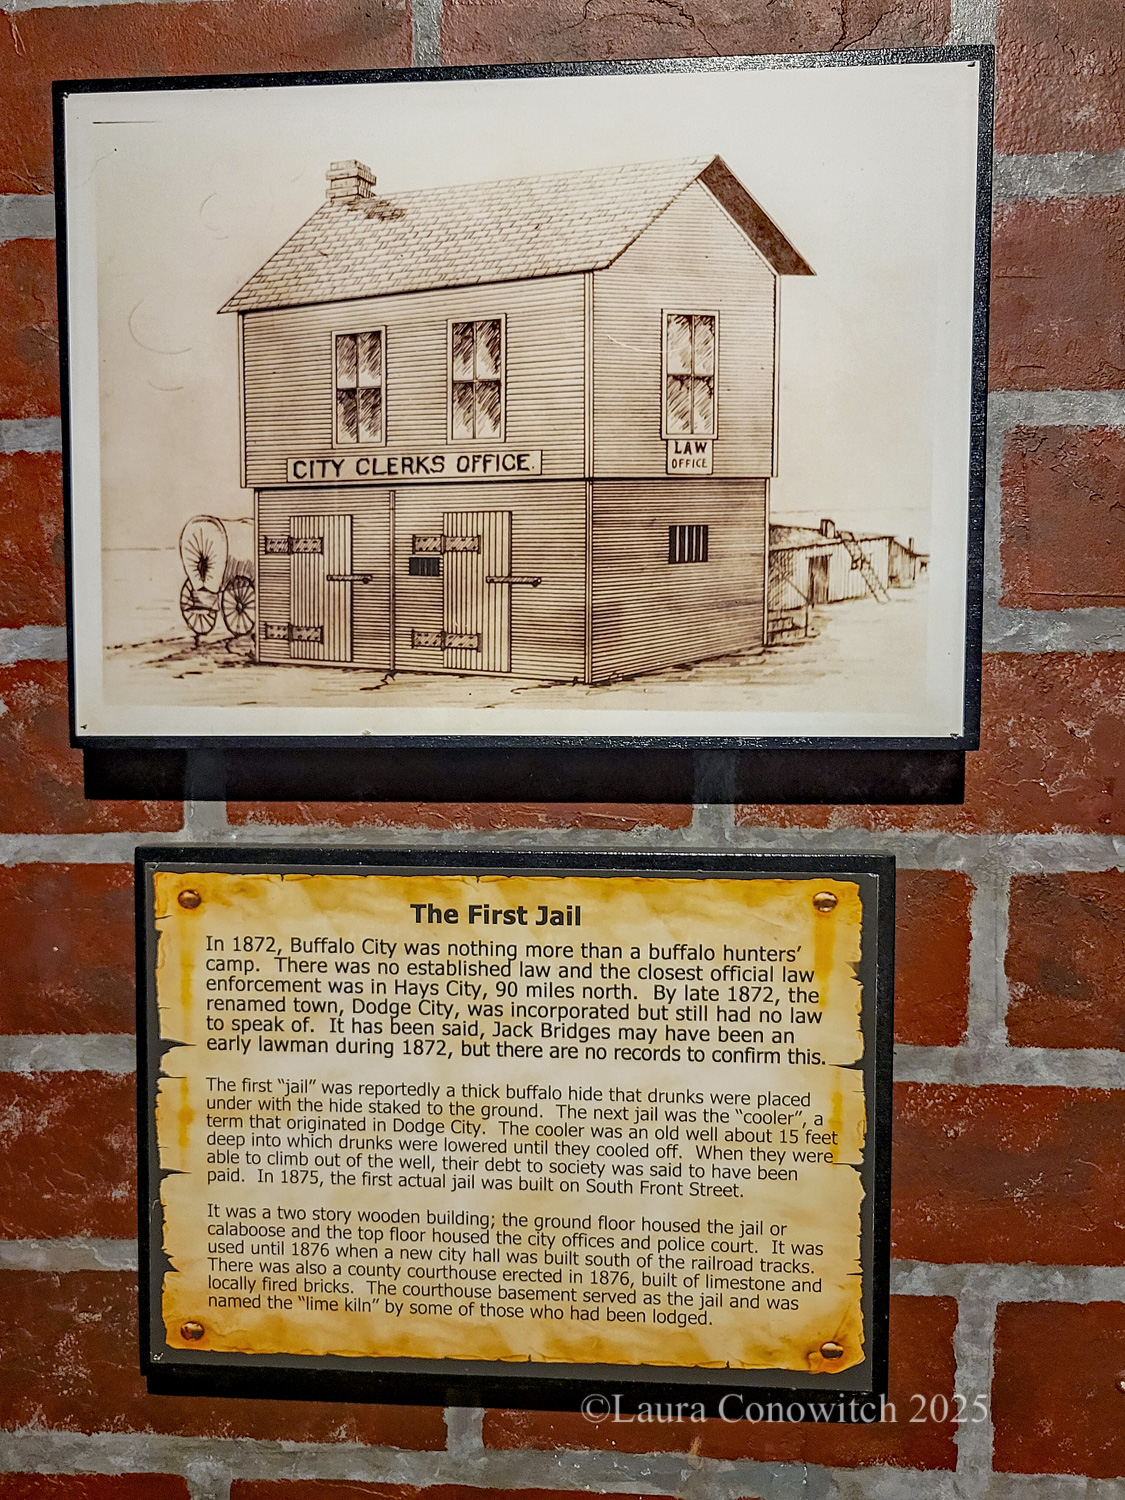 CITY CLERKS OFFICE.
LAW
OFFICE
The First Jail
In 1872, Buffalo City was nothing more than a buffalo hunters’
camp.  There was no established law and the closest official law
enforcement was in Hays City, 90 miles north.  By late 1872, the
renamed town, Dodge City, was incorporated but still had no law
to speak of.  It has been said, Jack Bridges may have been an
early lawman during 1872, but there are no records to confirm this.
The first “jail” was reportedly a thick buffalo hide that drunks were placed
under with the hide staked to the ground.  The next jail was the “cooler”, a
term that originated in Dodge City.  The cooler was an old well about 15 feet
deep into which drunks were lowered until they cooled off.  When they were
able to climb out of the well, their debt to society was said to have been
paid.  In 1875, the first actual jail was built on South Front Street.
It was a two story wooden building; the ground floor housed the jail or
calaboose and the top floor housed the city offices and police court.  It was
used until 1876 when a new city hall was built south of the railroad tracks.
There was also a county courthouse erected in 1876, built of limestone and
locally fired bricks.  The courthouse basement served as the jail and was
named the “lime kiln” by some of those who had been lodged.
©Laura Conowitch 2025